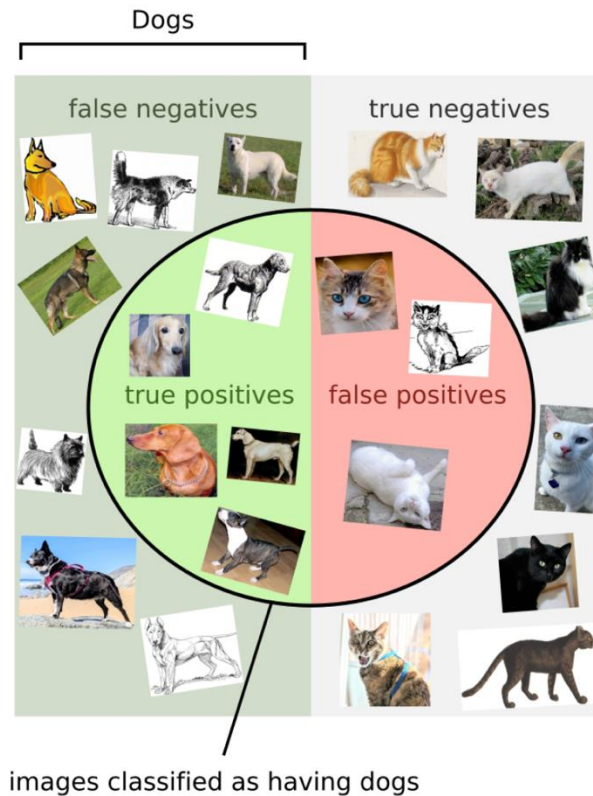 Dogs
false negatives
true negatives
true positives
false positives
images classified as having dogs